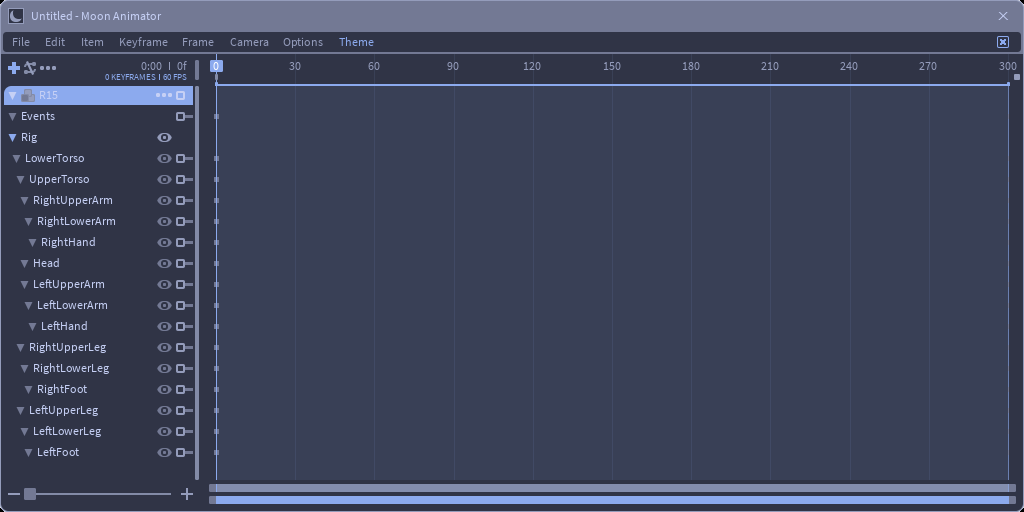 Untitled - Moon Animator
File Edit Item Keyframe Frame Camera Options Theme
0:00 | 0f
0 KEYFRAMES | 60 FPS
0 30 60 90 120 150 180 210 240 270 300
R15
Events
Rig
LowerTorso
UpperTorso
RightUpperArm
RightLowerArm
RightHand
Head
LeftUpperArm
LeftLowerArm
LeftHand
RightUpperLeg
RightLowerLeg
RightFoot
LeftUpperLeg
LeftLowerLeg
LeftFoot